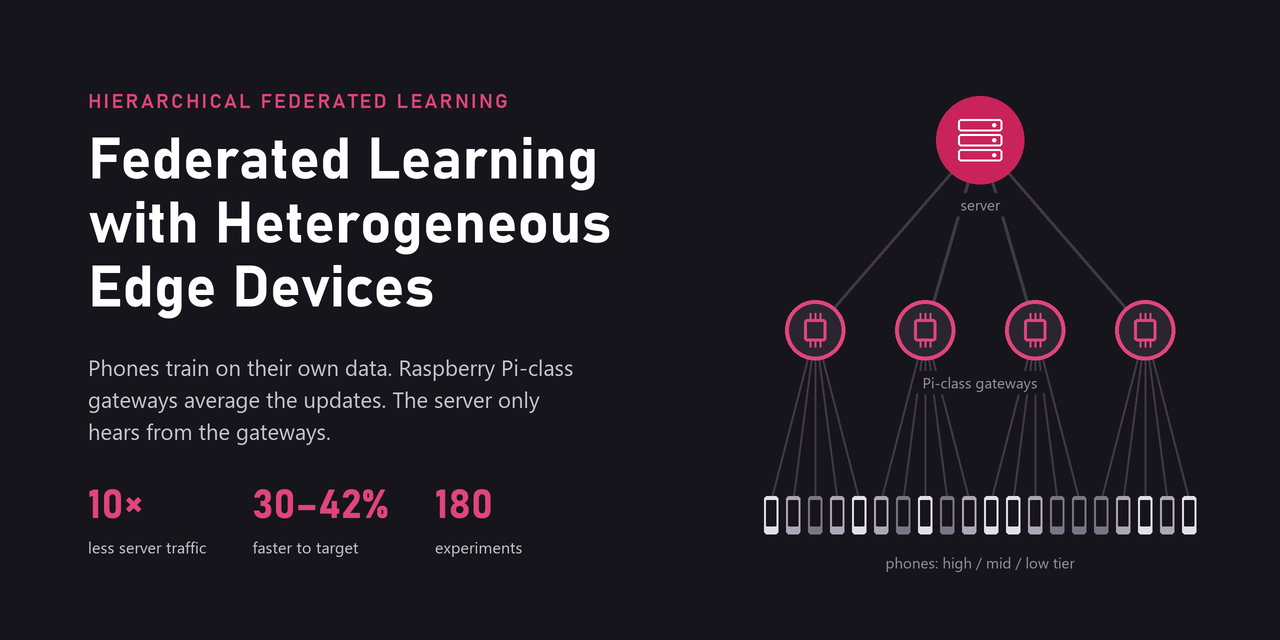 HIERARCHICAL FEDERATED LEARNING
Federated Learning
with Heterogeneous
Edge Devices
Phones train on their own data. Raspberry Pi-class
gateways average the updates. The server only
hears from the gateways.
10×
less server traffic
30–42%
faster to target
180
experiments
server
Pi-class gateways
phones: high / mid / low tier